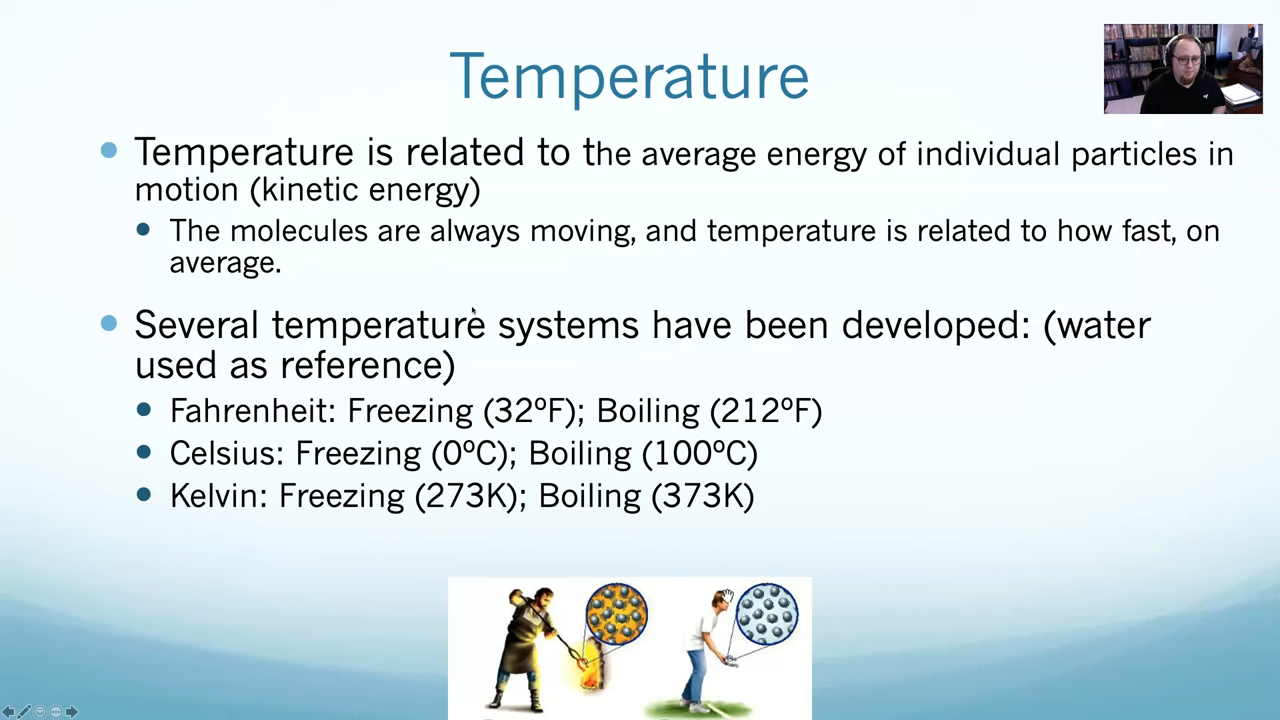 Temperature
Temperature is related to the average energy of individual particles in
motion (kinetic energy)
The molecules are always moving, and temperature is related to how fast, on
average.
Several temperature systems have been developed: (water
used as reference)
Fahrenheit: Freezing (32ºF); Boiling (212ºF)
Celsius: Freezing (0ºC); Boiling (100ºC)
Kelvin: Freezing (273K); Boiling (373K)